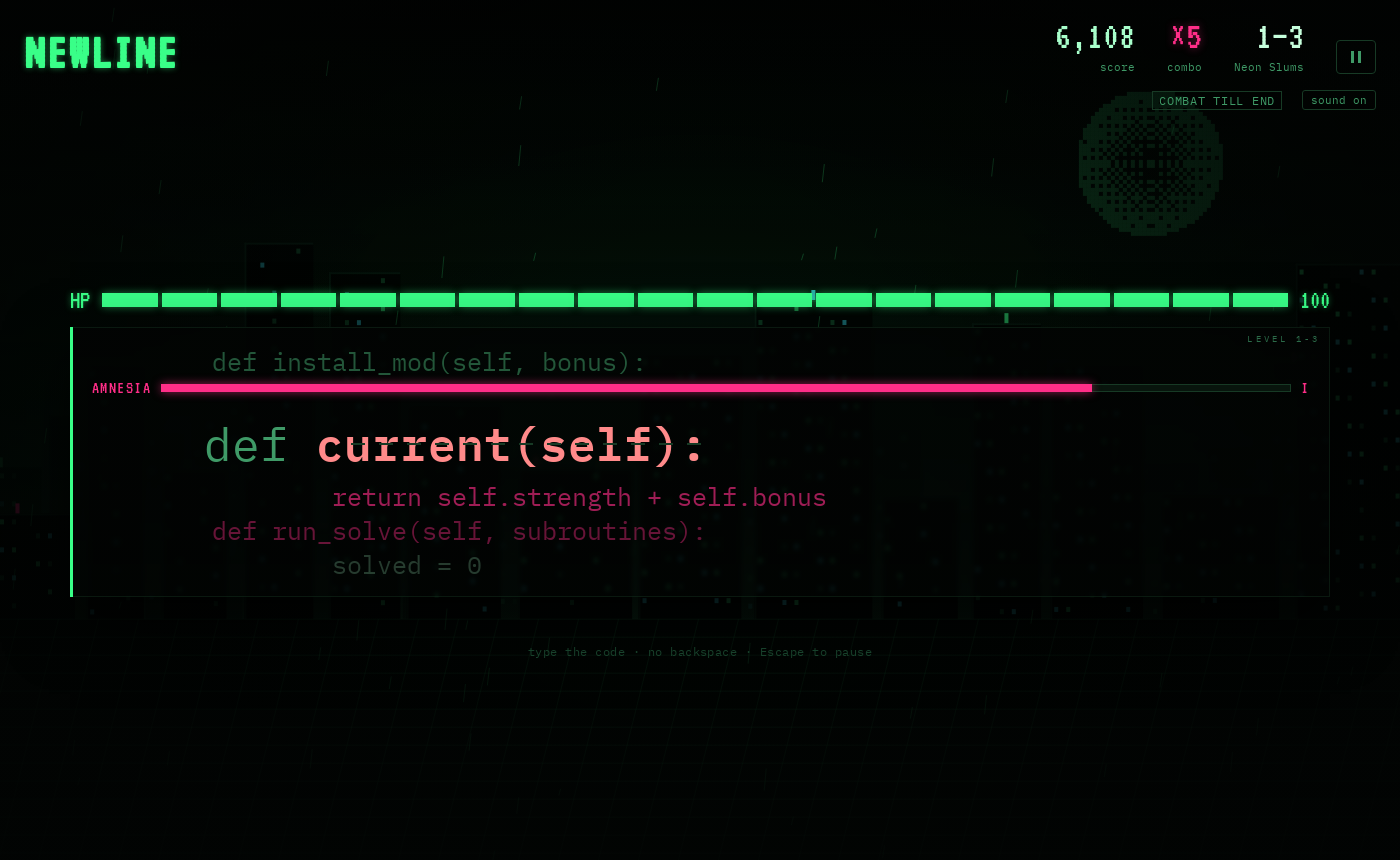 NEWLINE
6,108 X5 1-3
score combo Neon Slums
COMBAT TILL END sound on
HP 100
LEVEL 1-3
def install_mod(self, bonus):
AMNESIA I
def current(self):
return self.strength + self.bonus
def run_solve(self, subroutines):
solved = 0
type the code · no backspace · Escape to pause